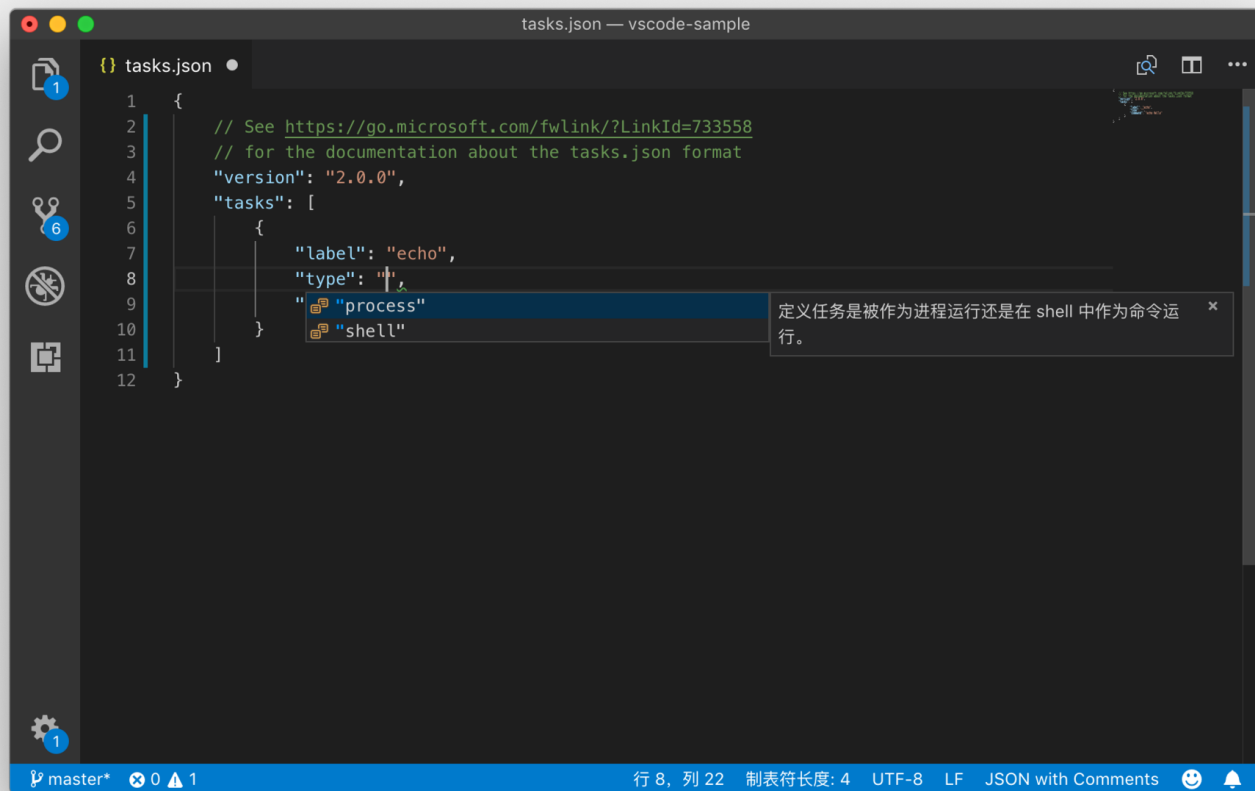 tasks.json — vscode-sample
{} tasks.json
1 {
2 // See https://go.microsoft.com/fwlink/?LinkId=733558
3 // for the documentation about the tasks.json format
4 "version": "2.0.0",
5 "tasks": [
6 {
7 "label": "echo",
8 "type": "",
9 "
"process"
"shell"
定义任务是被作为进程运行还是在 shell 中作为命令运
行。
10 }
11 ]
12 }
1
6
1
master* 0 1 行 8，列 22 制表符长度: 4 UTF-8 LF JSON with Comments